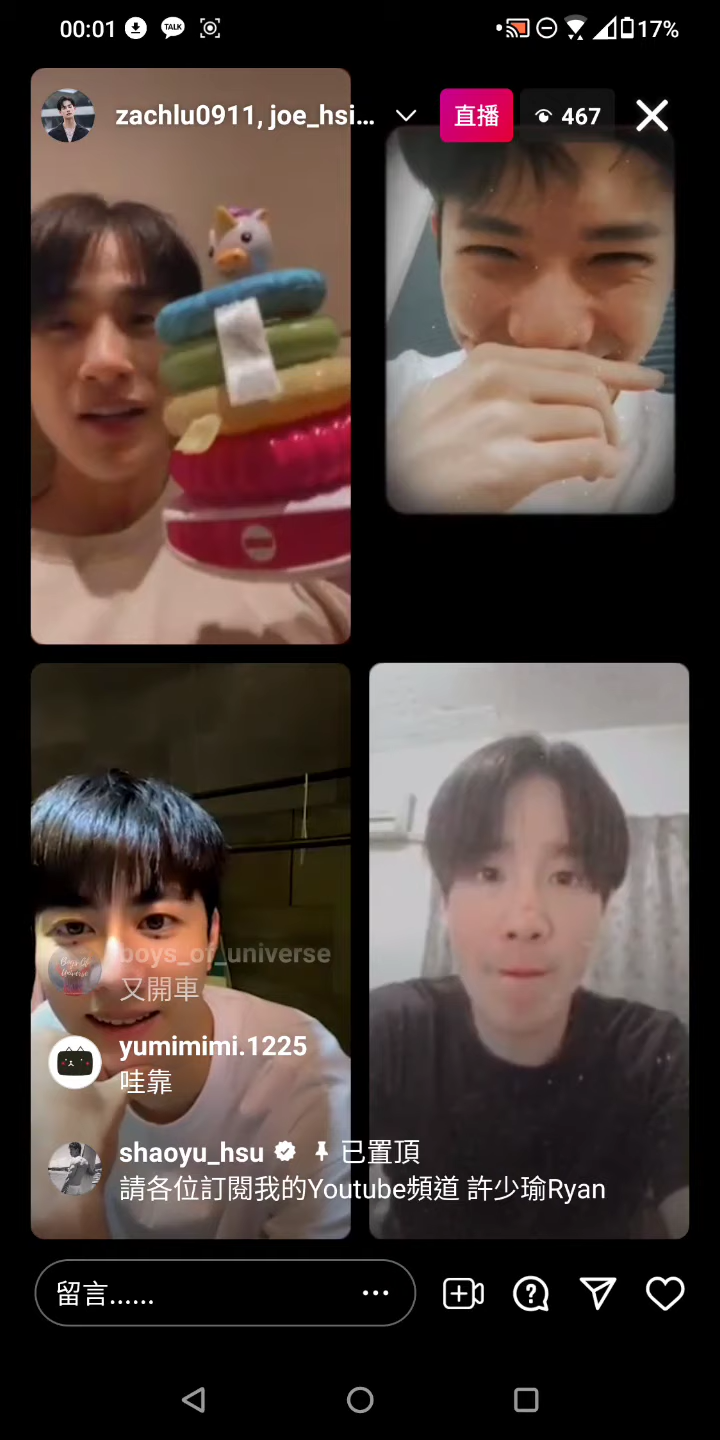 00:01
TALK
17%
zachlu0911, joe_hsi...
直播
467
boys_of_universe
又開車
yumimimi.1225
哇靠
shaoyu_hsu 已置頂
請各位訂閱我的Youtube頻道 許少瑜Ryan
留言......